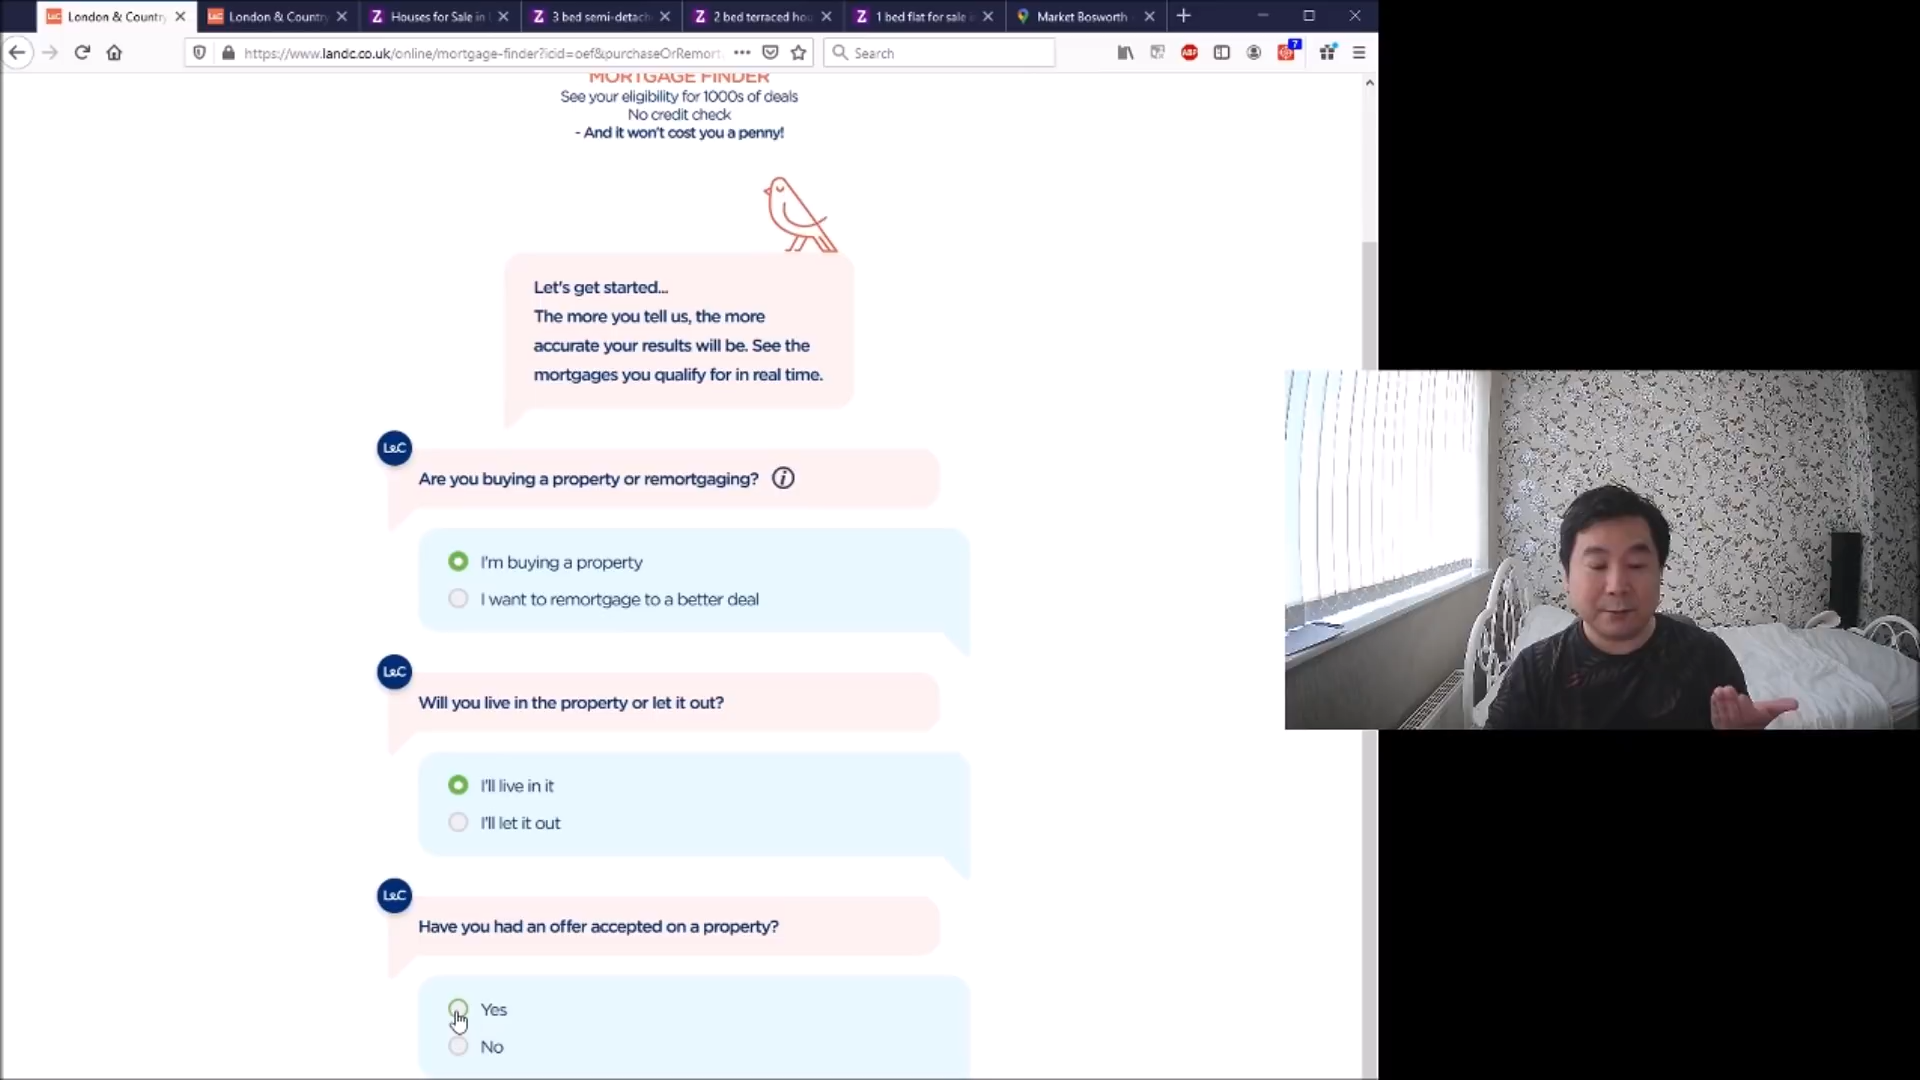 London & Country
London & Country
Houses for Sale in
3 bed semi-detach
2 bed terraced hou
1 bed flat for sale
Market Bosworth
https://www.landc.co.uk/online/mortgage-finder?icid=oef&purchaseOrRemort
Search
ABP
7
MORTGAGE FINDER
See your eligibility for 1000s of deals
No credit check
- And it won't cost you a penny!
Let's get started...
The more you tell us, the more
accurate your results will be. See the
mortgages you qualify for in real time.
L&C
Are you buying a property or remortgaging?
I'm buying a property
I want to remortgage to a better deal
L&C
Will you live in the property or let it out?
I'll live in it
I'll let it out
L&C
Have you had an offer accepted on a property?
Yes
No